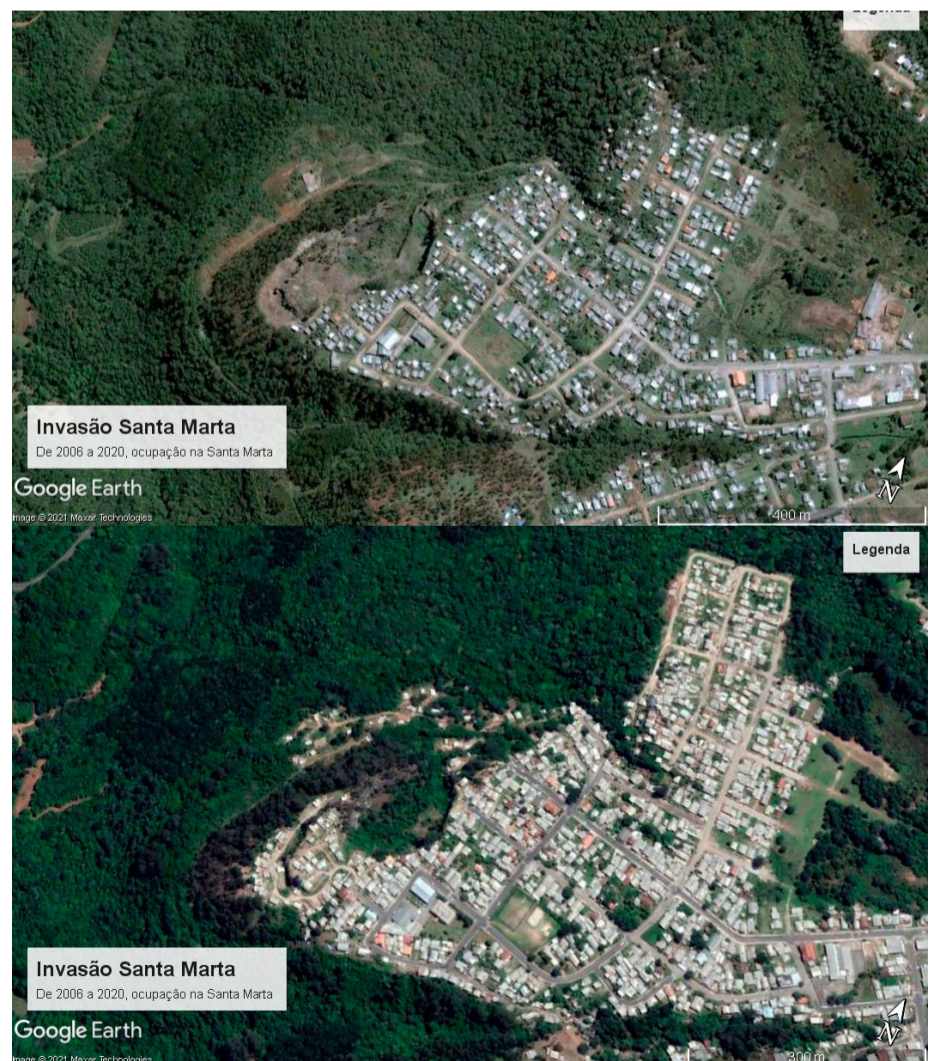 Legenda
Invasão Santa Marta
De 2006 a 2020, ocupação na Santa Marta
Google Earth
Image © 2021 Maxar Technologies
N
400 m
Legenda
Invasão Santa Marta
De 2006 a 2020, ocupação na Santa Marta
Google Earth
Image © 2021 Maxar Technologies
N
300 m